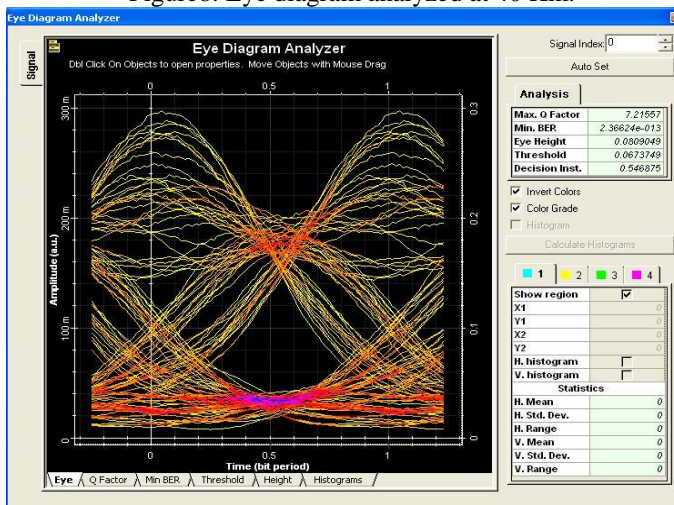 Figure8: Eye diagram analyzed at 40 Km.
Eye Diagram Analyzer
Signal
Eye Diagram Analyzer
Dbl Click On Objects to open properties. Move Objects with Mouse Drag
0 0.5 1
300 m
200 m
100 m
0
Amplitude (a.u.)
0.3
0.2
0.1
0
0 0.5 1
Time (bit period)
Eye Q Factor Min BER Threshold Height Histograms
Signal Index: 0
Auto Set
Analysis
Max. Q Factor 7.21557
Min. BER 2.36624e-013
Eye Height 0.0809049
Threshold 0.0673749
Decision Inst. 0.546875
Invert Colors
Color Grade
Histogram
Calculate Histograms
1 2 3 4
Show region
X1 0
Y1 0
X2 0
Y2 0
H. histogram
V. histogram
Statistics
H. Mean 0
H. Std. Dev. 0
H. Range 0
V. Mean 0
V. Std. Dev. 0
V. Range 0